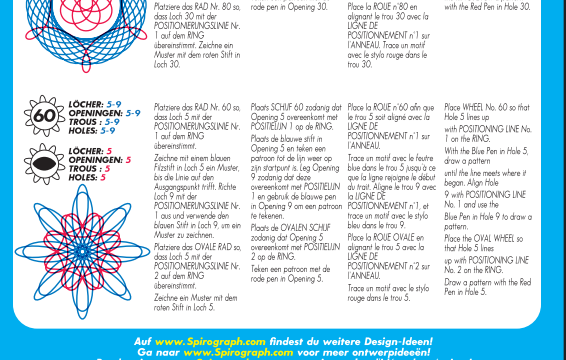 Platziere das RAD Nr. 80 so,
dass Loch 30 mit der
POSITIONIERUNGSLINIE Nr.
1 auf dem RING
übereinstimmt. Zeichne ein
Muster mit dem roten Stift in
Loch 30.
rode pen in Opening 30.
Place la ROUE n°80 en
alignant le trou 30 avec la
LIGNE DE
POSITIONNEMENT n°1 sur
l'ANNEAU. Trace un motif
avec le stylo rouge dans le
trou 30.
with the Red Pen in Hole 30.
60
LÖCHER: 5-9
OPENINGEN: 5-9
TROUS : 5-9
HOLES: 5-9
LÖCHER: 5
OPENINGEN: 5
TROUS : 5
HOLES: 5
Platziere das RAD Nr. 60 so,
dass Loch 5 mit der
POSITIONIERUNGSLINIE Nr.
1 auf dem RING
übereinstimmt.
Zeichne mit einem blauen
Filzstift in Loch 5 ein Muster,
bis die Linie auf den
Ausgangspunkt trifft. Richte
Loch 9 mit der
POSITIONIERUNGSLINIE Nr.
1 aus und verwende den
blauen Stift in Loch 9, um ein
Muster zu zeichnen.
Platziere das OVALE RAD so,
dass Loch 5 mit der
POSITIONIERUNGSLINIE Nr.
2 auf dem RING
übereinstimmt.
Zeichne ein Muster mit dem
roten Stift in Loch 5.
Plaats SCHIJF 60 zodanig dat
Opening 5 overeenkomt met
POSITIELIJN 1 op de RING.
Plaats de blauwe stift in
Opening 5 en teken een
patroon tot de lijn weer op
zijn startpunt is. Leg Opening
9 zodanig dat deze
overeenkomt met POSITIELIJN
1 en gebruik de blauwe pen
in Opening 9 om een patroon
te tekenen.
Plaats de OVALEN SCHIJF
zodanig dat Opening 5
overeenkomt met POSITIELIJN
2 op de RING.
Teken een patroon met de
rode pen in Opening 5.
Place la ROUE n°60 afin que
le trou 5 soit aligné avec la
LIGNE DE
POSITIONNEMENT n°1 sur
l'ANNEAU.
Trace un motif avec le feutre
bleu dans le trou 5 jusqu'à ce
que la ligne rejoigne le début
du trait. Aligne le trou 9 avec
la LIGNE DE
POSITIONNEMENT n°1, et
trace un motif avec le stylo
bleu dans le trou 9.
Place la ROUE OVALE en
alignant le trou 5 avec la
LIGNE DE
POSITIONNEMENT n°2 sur
l'ANNEAU.
Trace un motif avec le stylo
rouge dans le trou 5.
Place WHEEL No. 60 so that
Hole 5 lines up
with POSITIONING LINE No.
1 on the RING.
With the Blue Pen in Hole 5,
draw a pattern
until the line meets where it
began. Align Hole
9 with POSITIONING LINE
No. 1 and use the
Blue Pen in Hole 9 to draw a
pattern.
Place the OVAL WHEEL so
that Hole 5 lines
up with POSITIONING LINE
No. 2 on the RING.
Draw a pattern with the Red
Pen in Hole 5.
Auf www.Spirograph.com findest du weitere Design-Ideen!
Ga naar www.Spirograph.com voor meer ontwerpideeën!